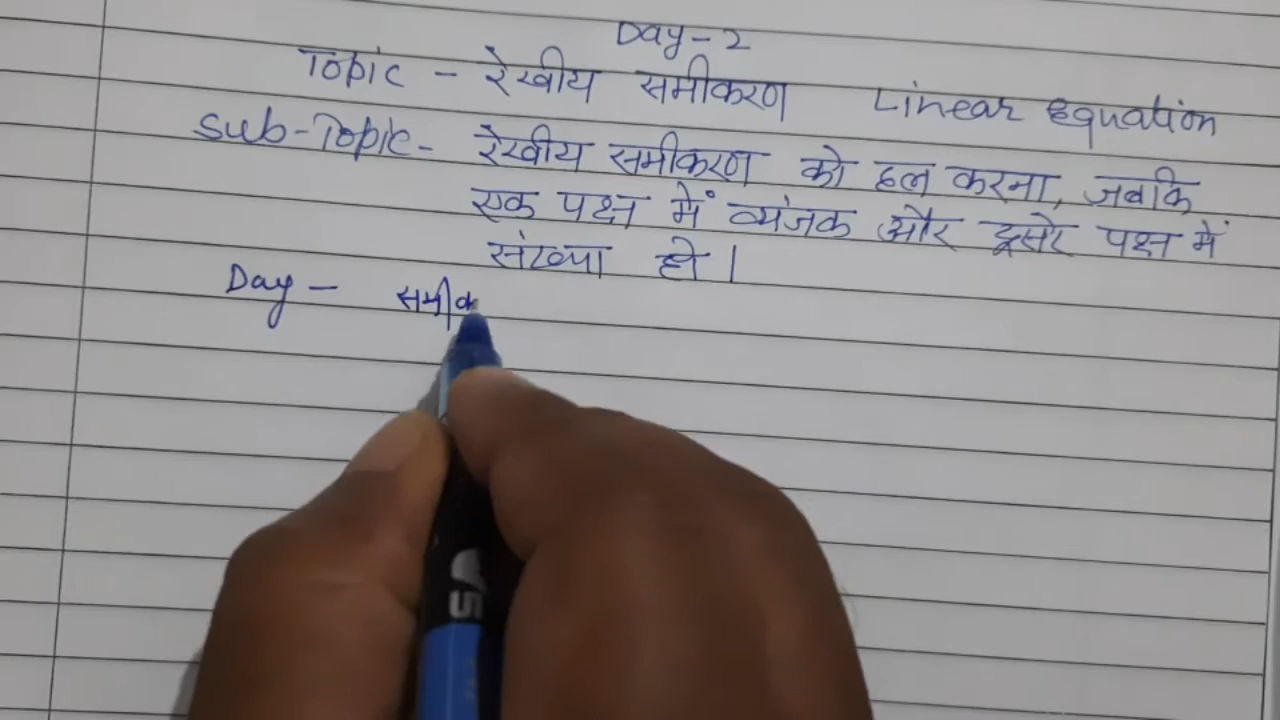 Day-2
Topic - रेखीय समीकरण Linear Equation
Sub-Topic- रेखीय समीकरण को हल करना, जबकि
एक पक्ष में व्यंजक और दूसरे पक्ष में
संख्या हो।
Day - समीक